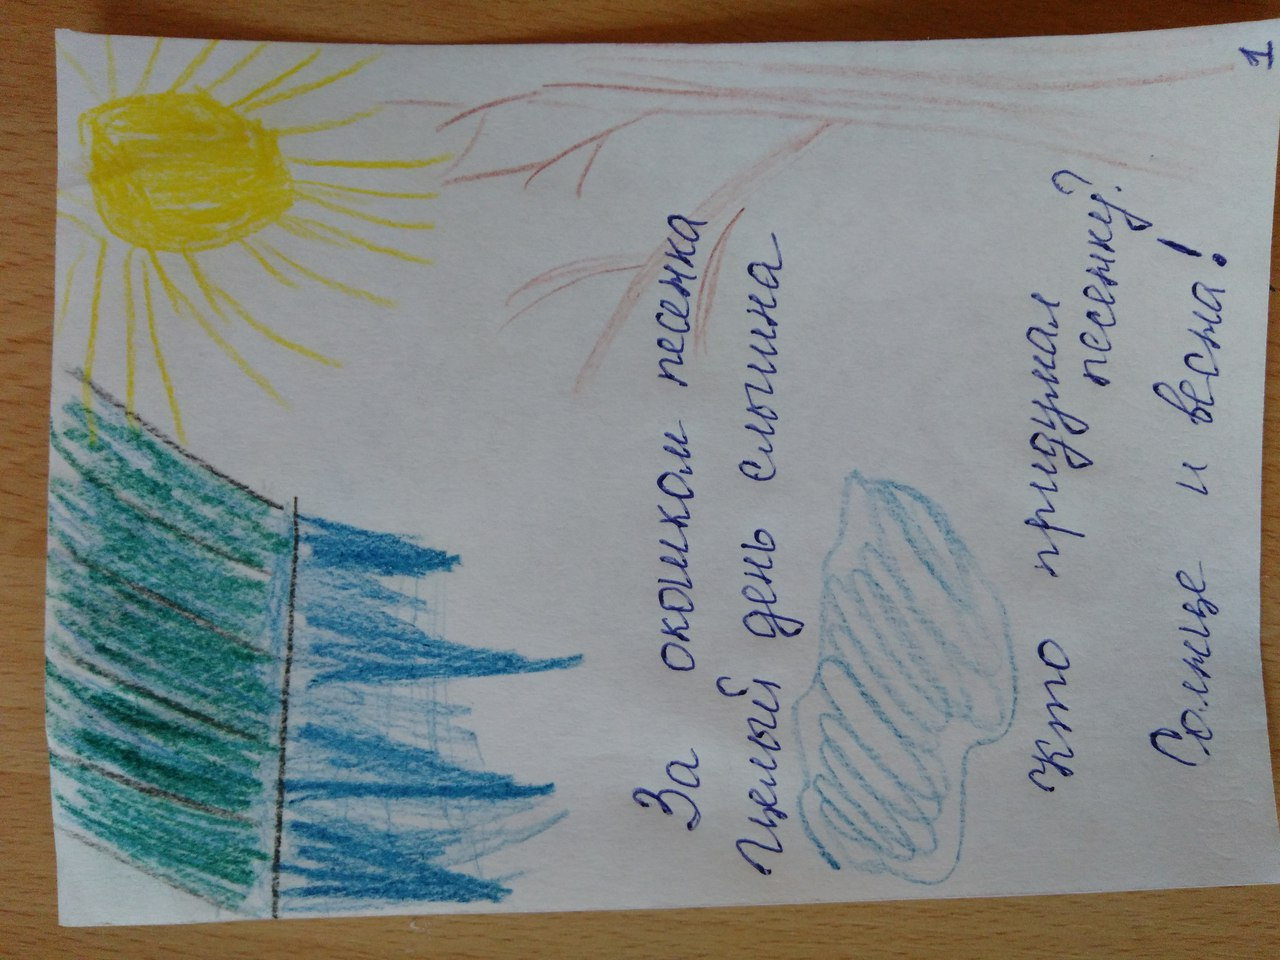 За окошком песенка
Целый день слышна
Кто придумал
песенку?
Солнце и весна!
1